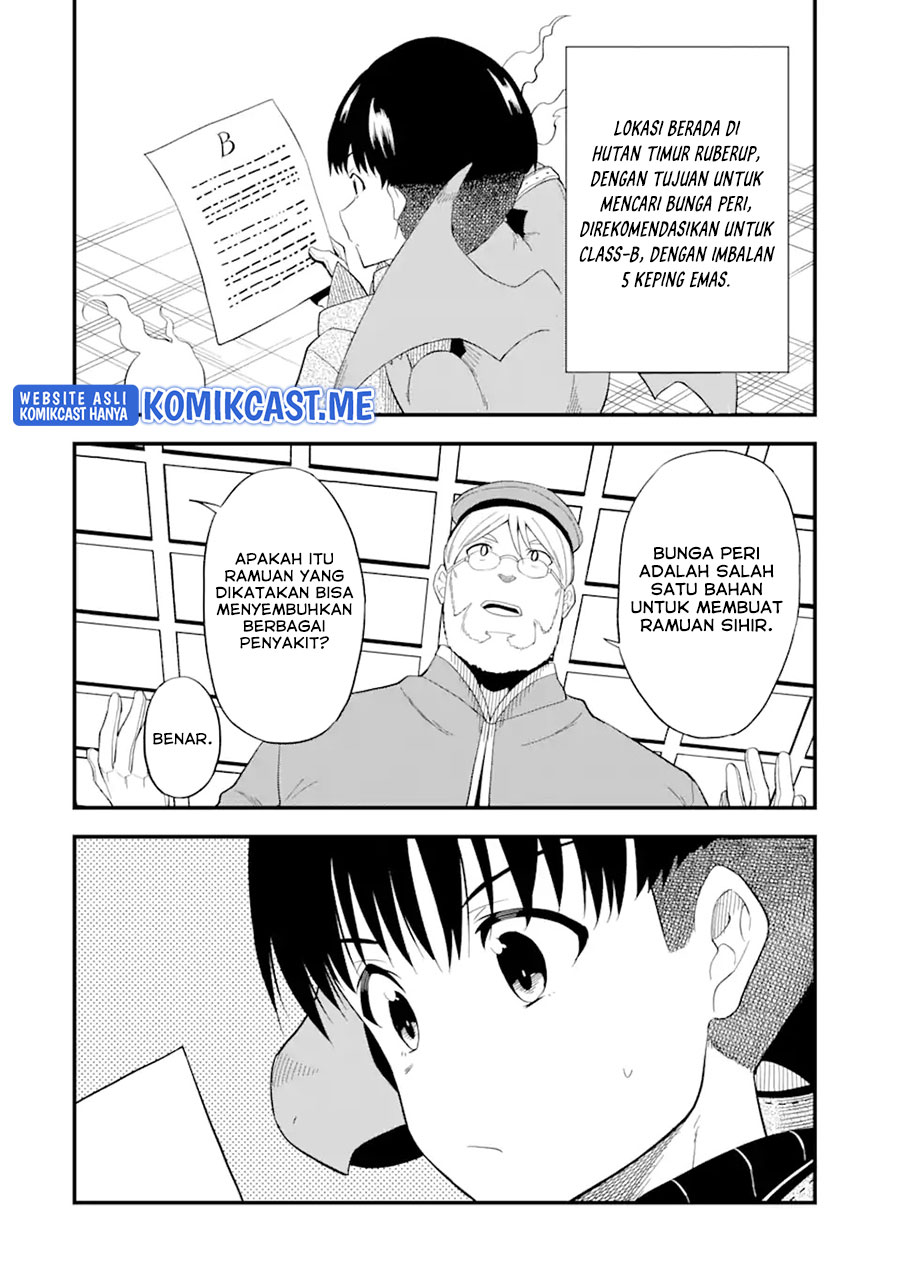 B
LOKASI BERADA DI
HUTAN TIMUR RUBERUP,
DENGAN TUJUAN UNTUK
MENCARI BUNGA PERI,
DIREKOMENDASIKAN UNTUK
CLASS-B, DENGAN IMBALAN
5 KEPING EMAS.
WEBSITE ASLI
KOMIKCAST HANYA
KOMIKCAST.ME
BUNGA PERI
ADALAH SALAH
SATU BAHAN
UNTUK MEMBUAT
RAMUAN SIHIR.
APAKAH ITU
RAMUAN YANG
DIKATAKAN BISA
MENYEMBUHKAN
BERBAGAI
PENYAKIT?
BENAR.